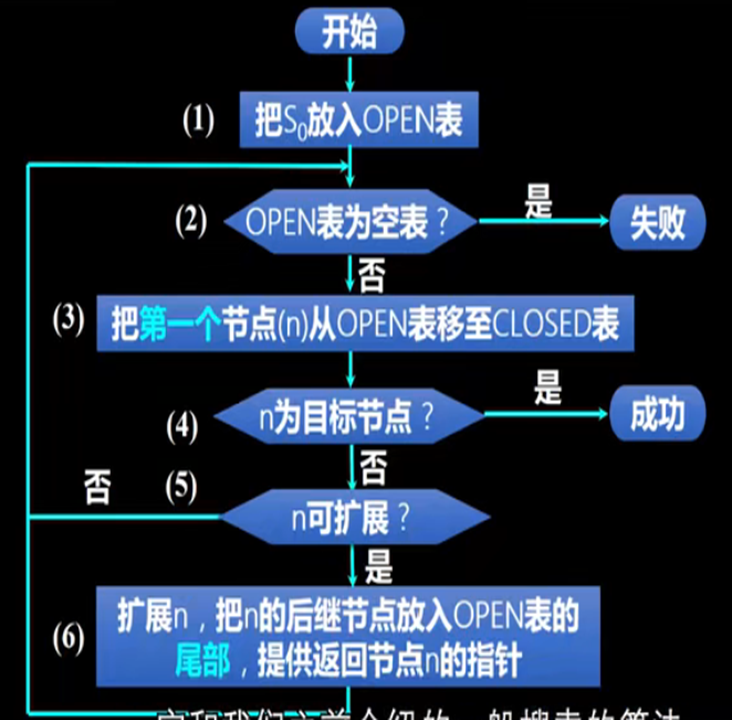 开始
(1)
把S0放入OPEN表
(2)
OPEN表为空表？
是
失败
否
(3)
把第一个节点(n)从OPEN表移至CLOSED表
(4)
n为目标节点？
是
成功
否
否
(5)
n可扩展？
是
(6)
扩展n，把n的后继节点放入OPEN表的
尾部，提供返回节点n的指针